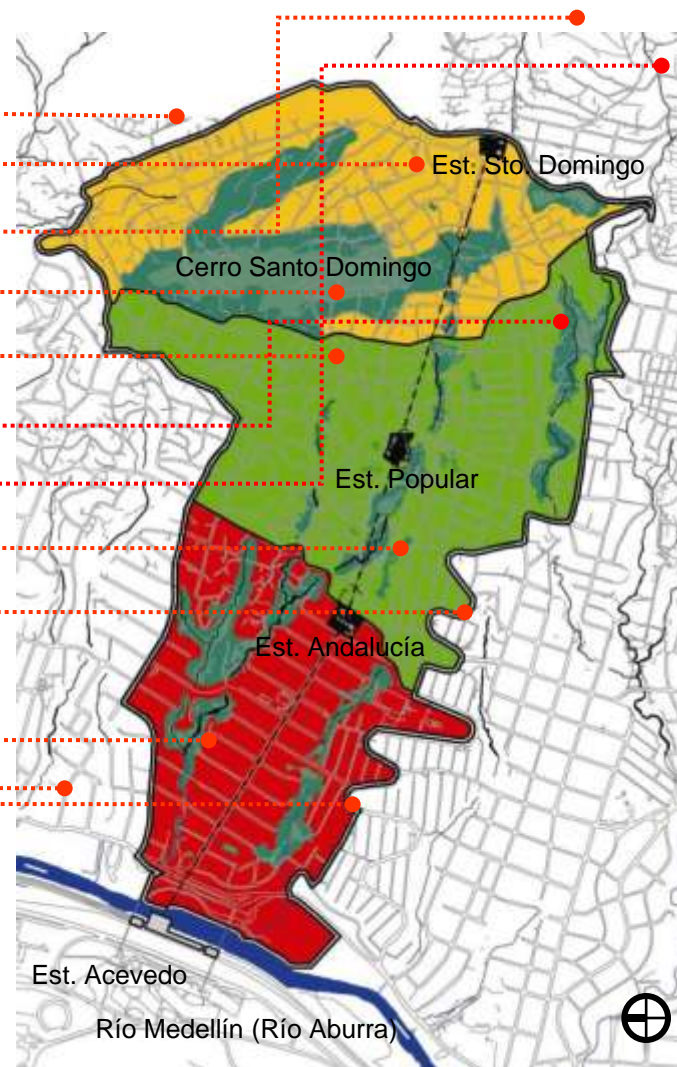 Est. Sto. Domingo
Cerro Santo Domingo
Est. Popular
Est. Andalucía
Est. Acevedo
Río Medellín (Río Aburra)